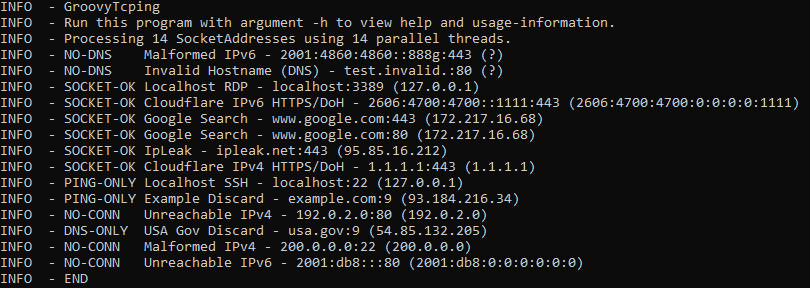 INFO  - GroovyTcping
INFO  - Run this program with argument -h to view help and usage-information.
INFO  - Processing 14 SocketAddresses using 14 parallel threads.
INFO  - NO-DNS    Malformed IPv6 - 2001:4860:4860::888g:443 (?)
INFO  - NO-DNS    Invalid Hostname (DNS) - test.invalid.:80 (?)
INFO  - SOCKET-OK Localhost RDP - localhost:3389 (127.0.0.1)
INFO  - SOCKET-OK Cloudflare IPv6 HTTPS/DoH - 2606:4700:4700::1111:443 (2606:4700:4700:0:0:0:0:1111)
INFO  - SOCKET-OK Google Search - www.google.com:443 (172.217.16.68)
INFO  - SOCKET-OK Google Search - www.google.com:80 (172.217.16.68)
INFO  - SOCKET-OK IpLeak - ipleak.net:443 (95.85.16.212)
INFO  - SOCKET-OK Cloudflare IPv4 HTTPS/DoH - 1.1.1.1:443 (1.1.1.1)
INFO  - PING-ONLY Localhost SSH - localhost:22 (127.0.0.1)
INFO  - PING-ONLY Example Discard - example.com:9 (93.184.216.34)
INFO  - NO-CONN   Unreachable IPv4 - 192.0.2.0:80 (192.0.2.0)
INFO  - DNS-ONLY  USA Gov Discard - usa.gov:9 (54.85.132.205)
INFO  - NO-CONN   Malformed IPv4 - 200.0.0.0:22 (200.0.0.0)
INFO  - NO-CONN   Unreachable IPv6 - 2001:db8:::80 (2001:db8:0:0:0:0:0:0)
INFO  - END